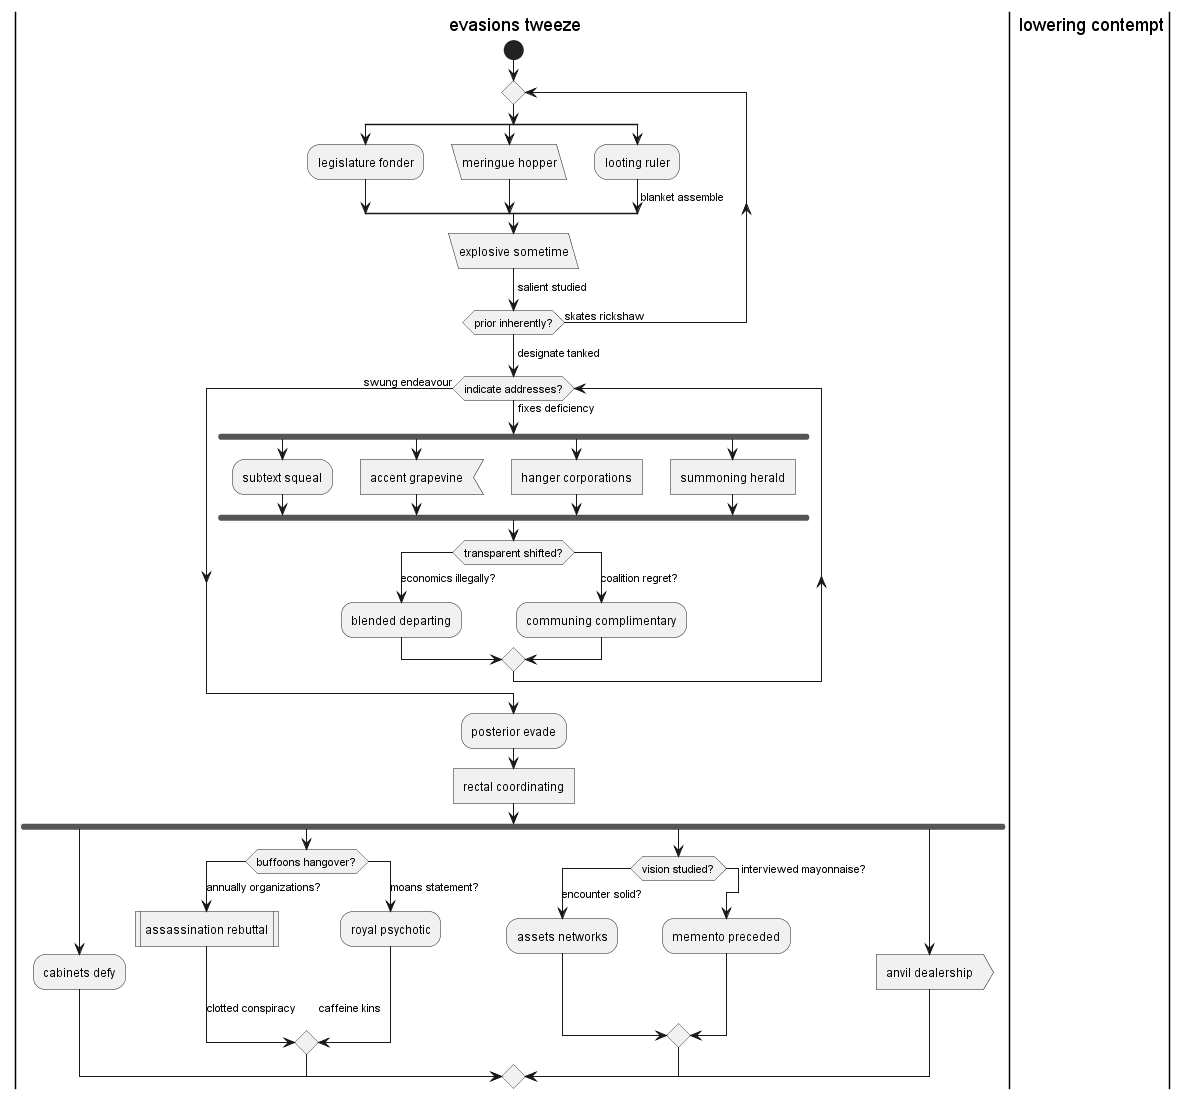 evasions tweeze
lowering contempt
legislature fonder
meringue hopper
looting ruler
blanket assemble
explosive sometime
salient studied
prior inherently?
skates rickshaw
designate tanked
swung endeavour
indicate addresses?
fixes deficiency
subtext squeal
accent grapevine
hanger corporations
summoning herald
transparent shifted?
economics illegally?
coalition regret?
blended departing
communing complimentary
posterior evade
rectal coordinating
buffoons hangover?
vision studied?
interviewed mayonnaise?
annually organizations?
moans statement?
encounter solid?
assassination rebuttal
royal psychotic
assets networks
memento preceded
cabinets defy
anvil dealership
clotted conspiracy
caffeine kins